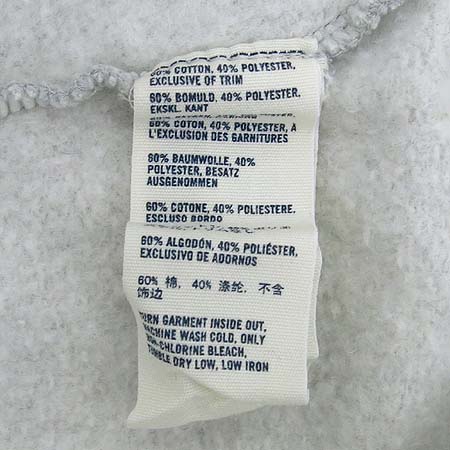 60% COTTON, 40% POLYESTER,
EXCLUSIVE OF TRIM
60% BOMULD, 40% POLYESTER,
EKSKL. KANT
60% COTON, 40% POLYESTER, A
L'EXCLUSION DES GARNITURES
60% BAUMWOLLE, 40%
POLYESTER, BESATZ
AUSGENOMMEN
60% COTONE, 40% POLIESTERE.
ESCLUSO BORDO
60% ALGODÓN, 40% POLIÉSTER,
EXCLUSIVO DE ADORNOS
60% 棉, 40% 涤纶. 不含
饰边
TURN GARMENT INSIDE OUT,
MACHINE WASH COLD, ONLY
NON-CHLORINE BLEACH,
TUMBLE DRY LOW, LOW IRON